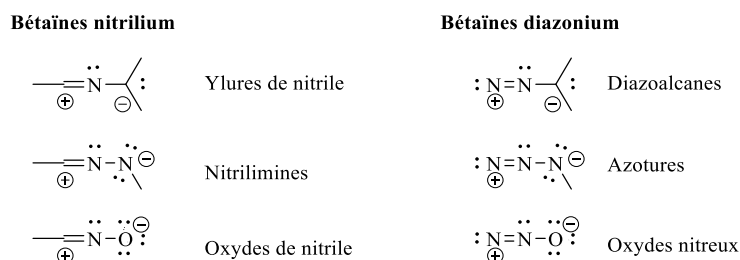 Bétaïnes nitrilium
Bétaïnes diazonium
N
Ylures de nitrile
N=N
Diazoalcanes
N–N
Nitrilimines
N=N–N
Azotures
N–O
Oxydes de nitrile
N=N–O
Oxydes nitreux